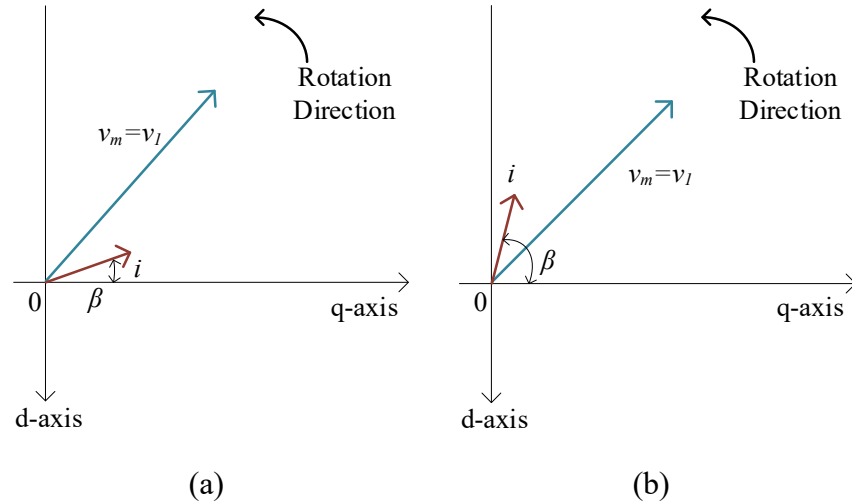 Rotation
Direction
v_m=v_1
i
β
0
q-axis
d-axis
(a)
Rotation
Direction
i
v_m=v_1
β
0
q-axis
d-axis
(b)